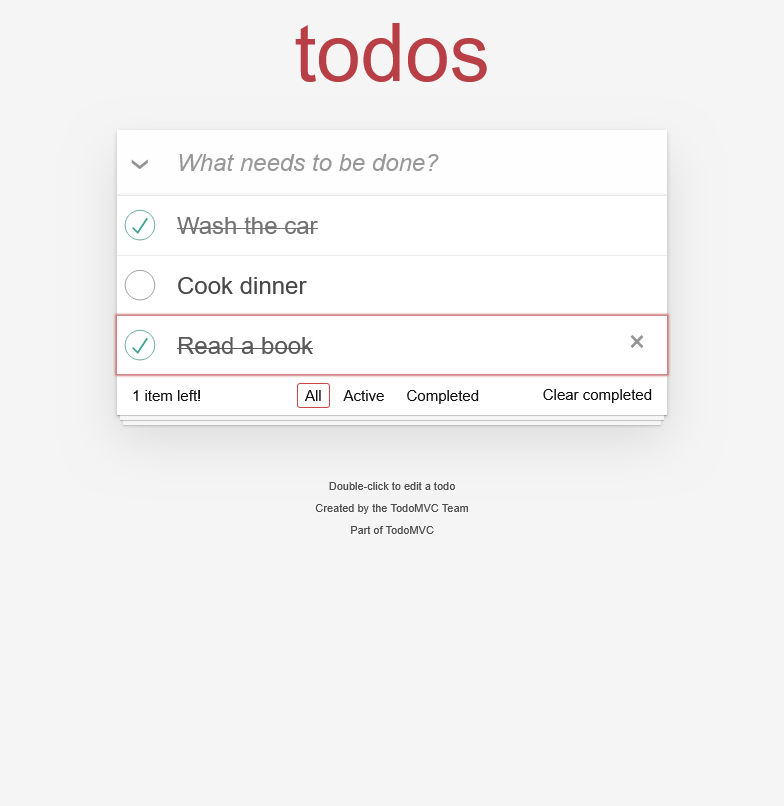 todos
What needs to be done?
Wash the car
Cook dinner
Read a book
1 item left! All Active Completed Clear completed
Double-click to edit a todo
Created by the TodoMVC Team
Part of TodoMVC